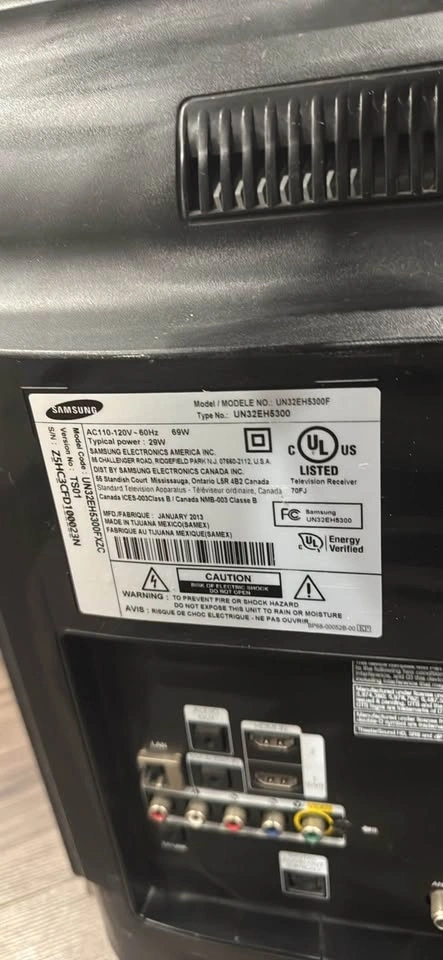 SAMSUNG
Model / MODELE NO.: UN32EH5300F
Type No.: UN32EH5300
AC110-120V~60Hz 69W
Typical power : 29W
SAMSUNG ELECTRONICS AMERICA INC.
85 CHALLENGER ROAD, RIDGEFIELD PARK N.J. 07660-2112, U.S.A.
DIST BY SAMSUNG ELECTRONICS CANADA INC.
55 Standish Court Mississauga, Ontario L5R 4B2 Canada
Standard Television Apparatus - Téléviseur ordinaire, Canada
Canada ICES-003Class B / Canada NMB-003 Classe B
MFD./FABRIQUE : JANUARY 2013
MADE IN TIJUANA MEXICO(SAMEX)
FABRIQUE AU TIJUANA MEXIQUE(SAMEX)
Model Code : UN32EH5300FXZC
Version No : TS01
S/N :
C UL US
LISTED
Television Receiver
70FJ
FC Samsung
UN32EH5300
UL Energy
Verified
CAUTION
RISK OF ELECTRIC SHOCK
DO NOT OPEN
WARNING : TO PREVENT FIRE OR SHOCK HAZARD
DO NOT EXPOSE THIS UNIT TO RAIN OR MOISTURE
AVIS : RISQUE DE CHOC ELECTRIQUE - NE PAS OUVRIR
LAN
VIDEO